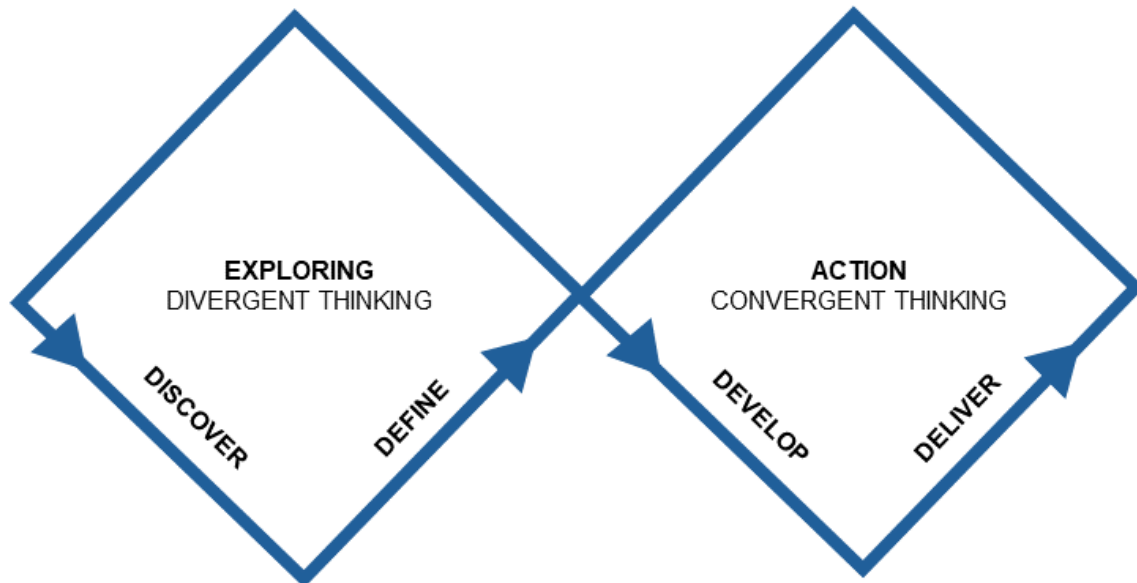 EXPLORING
DIVERGENT THINKING
DISCOVER
DEFINE
ACTION
CONVERGENT THINKING
DEVELOP
DELIVER